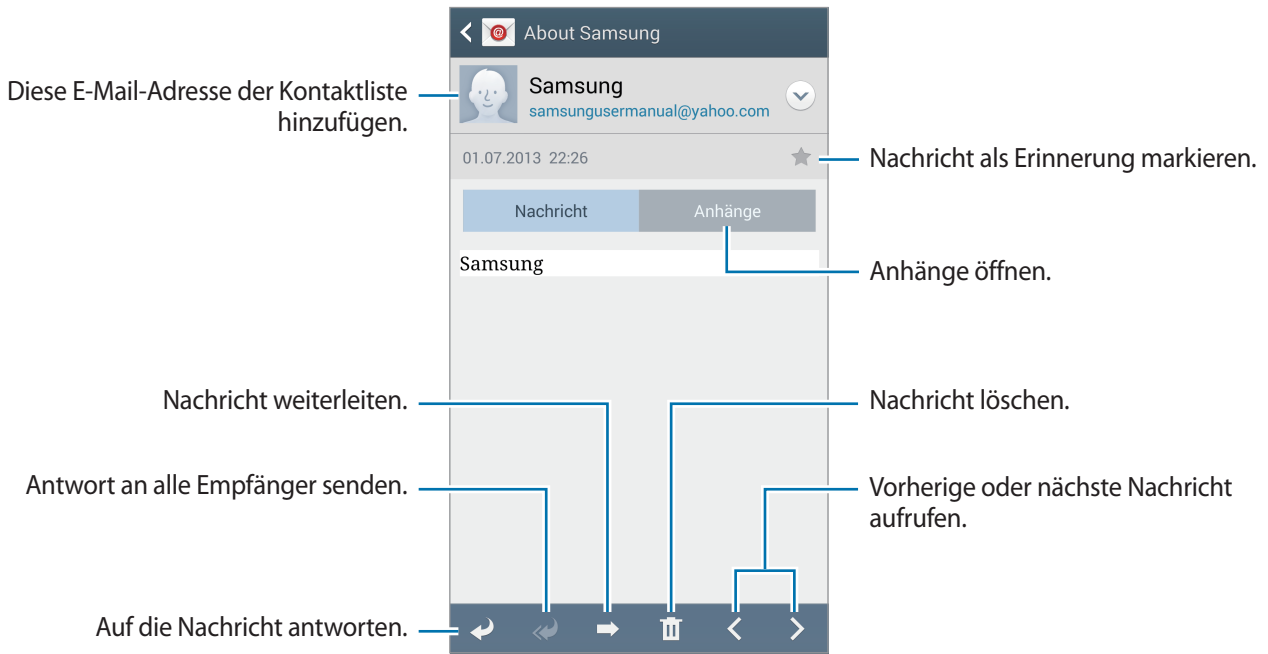 About Samsung
Diese E-Mail-Adresse der Kontaktliste
hinzufügen.
Samsung
samsungusermanual@yahoo.com
01.07.2013 22:26
Nachricht als Erinnerung markieren.
Nachricht
Anhänge
Samsung
Anhänge öffnen.
Nachricht weiterleiten.
Nachricht löschen.
Antwort an alle Empfänger senden.
Vorherige oder nächste Nachricht
aufrufen.
Auf die Nachricht antworten.